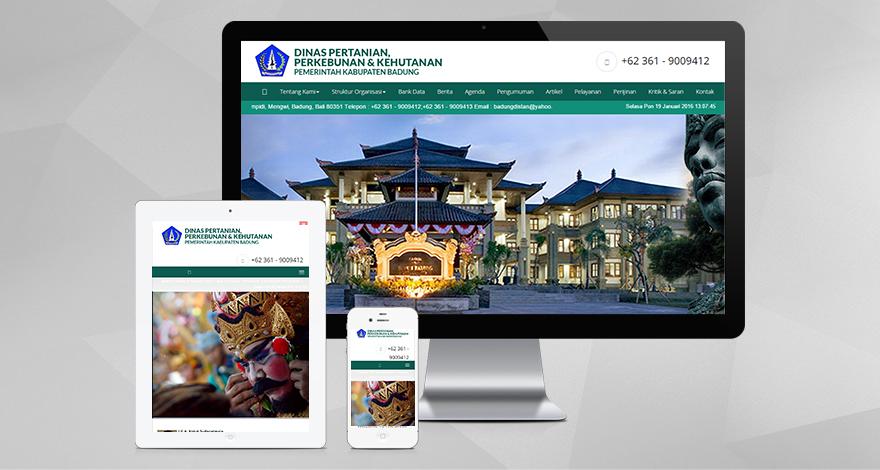 DINAS PERTANIAN,
PERKEBUNAN & KEHUTANAN
PEMERINTAH KABUPATEN BADUNG
+62 361 - 9009412
Tentang Kami Struktur Organisasi Bank Data Berita Agenda Pengumuman Artikel Pelayanan Perijinan Kritik & Saran Kontak
mpidi, Mengwi, Badung, Bali 80351 Telepon : +62 361 - 9009412,+62 361 - 9009413 Email : badungdistan@yahoo. Selasa Pon 19 Januari 2016 13:07:45
DINAS PERTANIAN,
PERKEBUNAN & KEHUTANAN
PEMERINTAH KABUPATEN BADUNG
+62 361 - 9009412
DINAS PERTANIAN,
PERKEBUNAN & KEHUTANAN
PEMERINTAH KABUPATEN BADUNG
+62 361 -
9009412